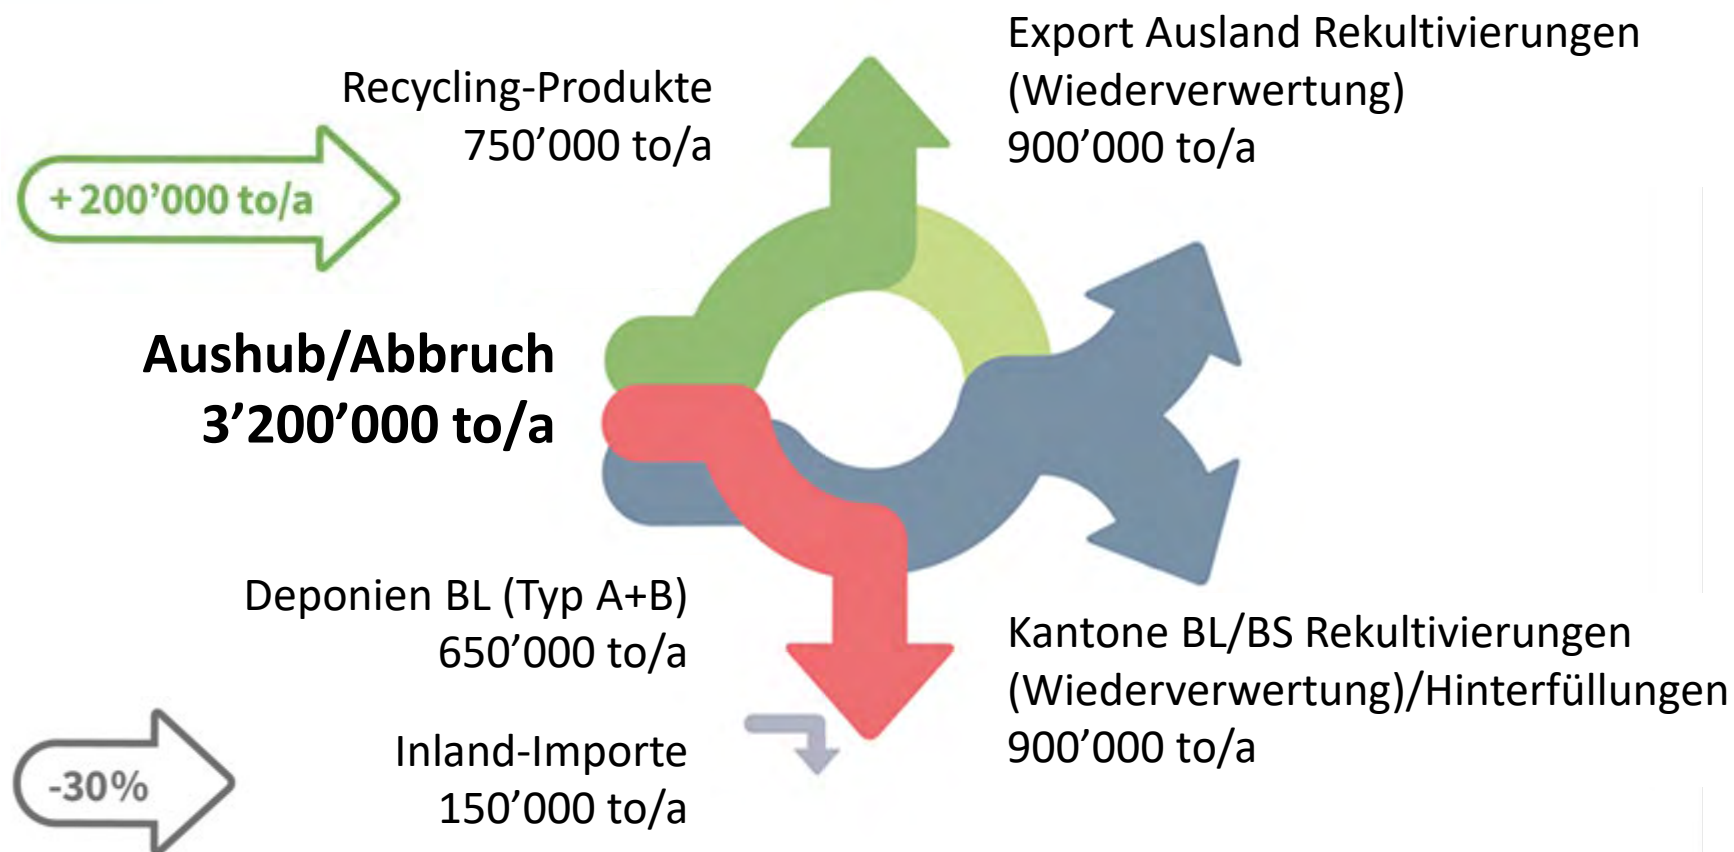 Recycling-Produkte
750’000 to/a
Export Ausland Rekultivierungen
(Wiederverwertung)
900’000 to/a
+ 200’000 to/a
Aushub/Abbruch
3’200’000 to/a
Deponien BL (Typ A+B)
650’000 to/a
Kantone BL/BS Rekultivierungen
(Wiederverwertung)/Hinterfüllungen
900’000 to/a
Inland-Importe
150’000 to/a
-30%